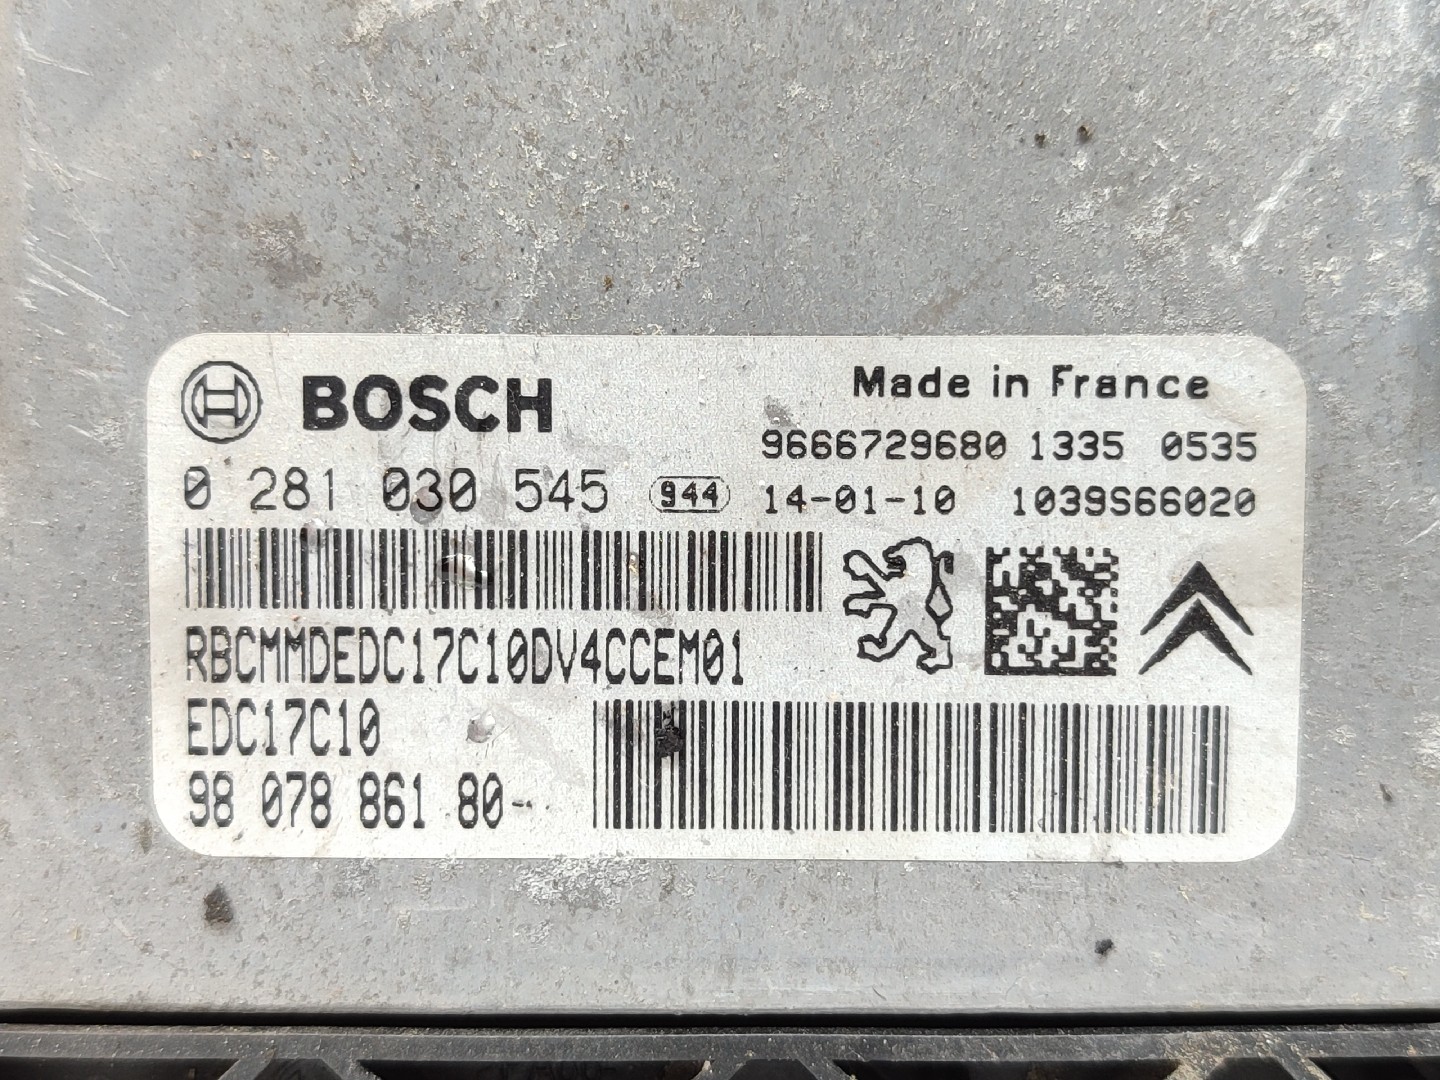 BOSCH
Made in France
9666729680 1335 0535
0 281 030 545 944 14-01-10 1039S66020
RBCMMDEDC17C10DV4CCEM01
EDC17C10
98 078 861 80-